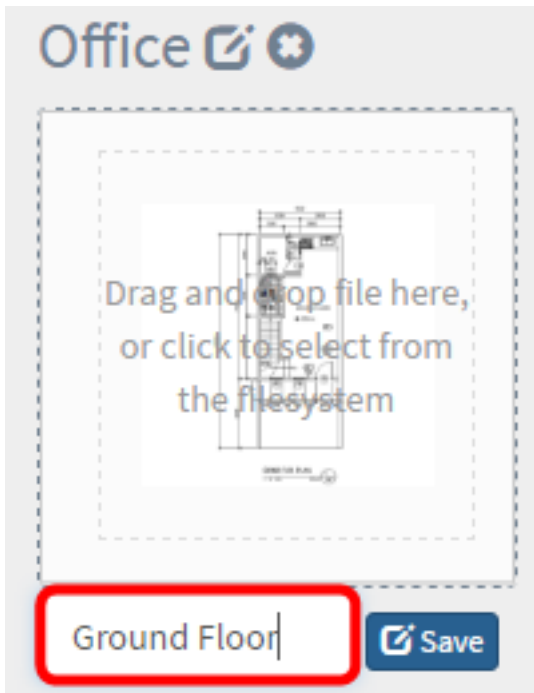 Office
Drag and drop file here,
or click to select from
the filesystem
Ground Floor
Save